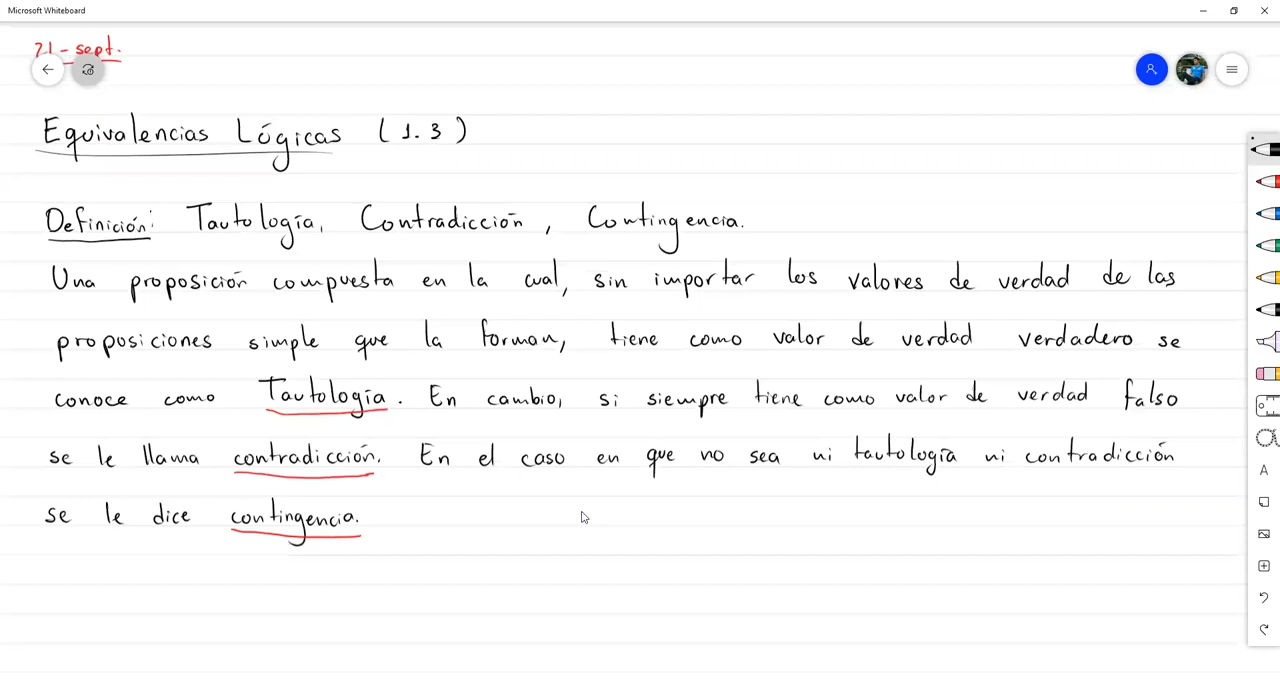 Microsoft Whiteboard
21 - sept.
Equivalencias Lógicas (1.3)
Definición: Tautología, Contradicción, Contingencia.
Una proposición compuesta en la cual, sin importar los valores de verdad de las
proposiciones simple que la forman, tiene como valor de verdad verdadero se
conoce como Tautología. En cambio, si siempre tiene como valor de verdad falso
se le llama contradicción. En el caso en que no sea ni tautología ni contradicción
se le dice contingencia.